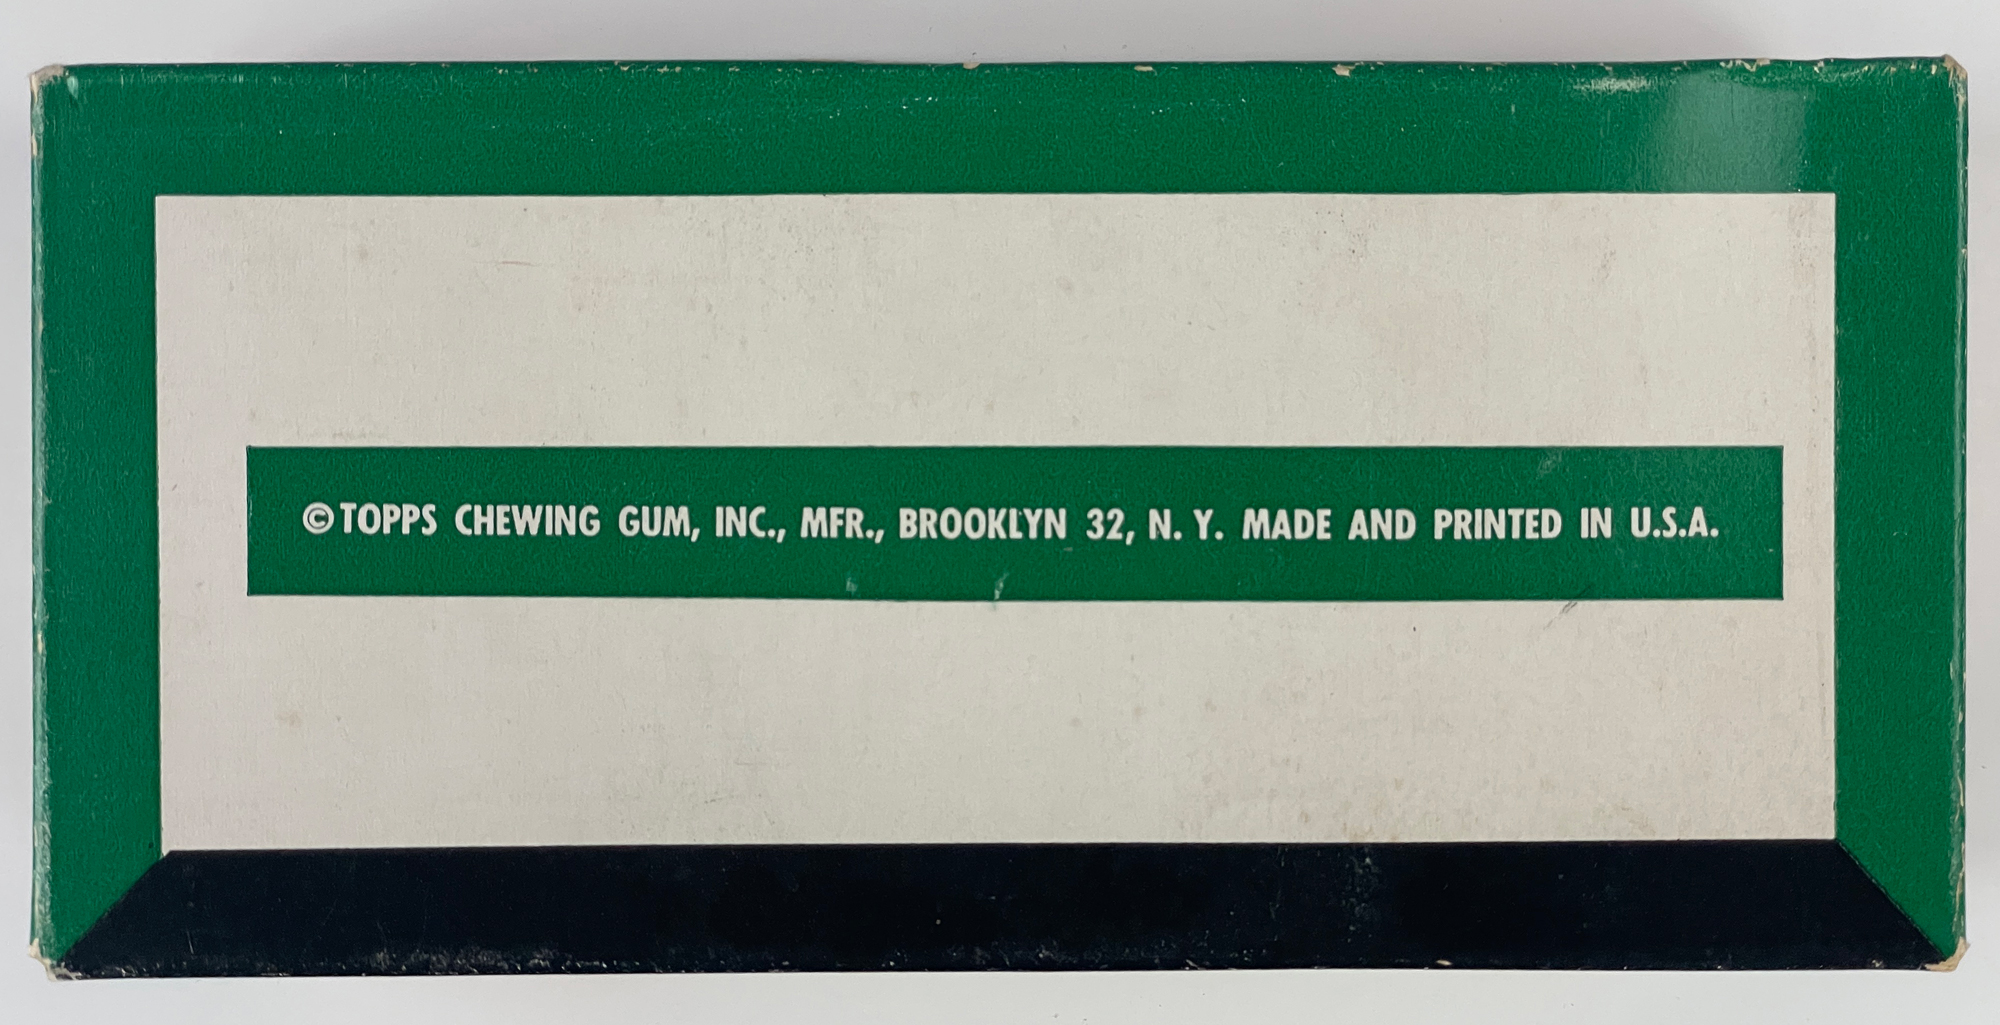 ©TOPPS CHEWING GUM, INC., MFR., BROOKLYN 32, N. Y. MADE AND PRINTED IN U.S.A.